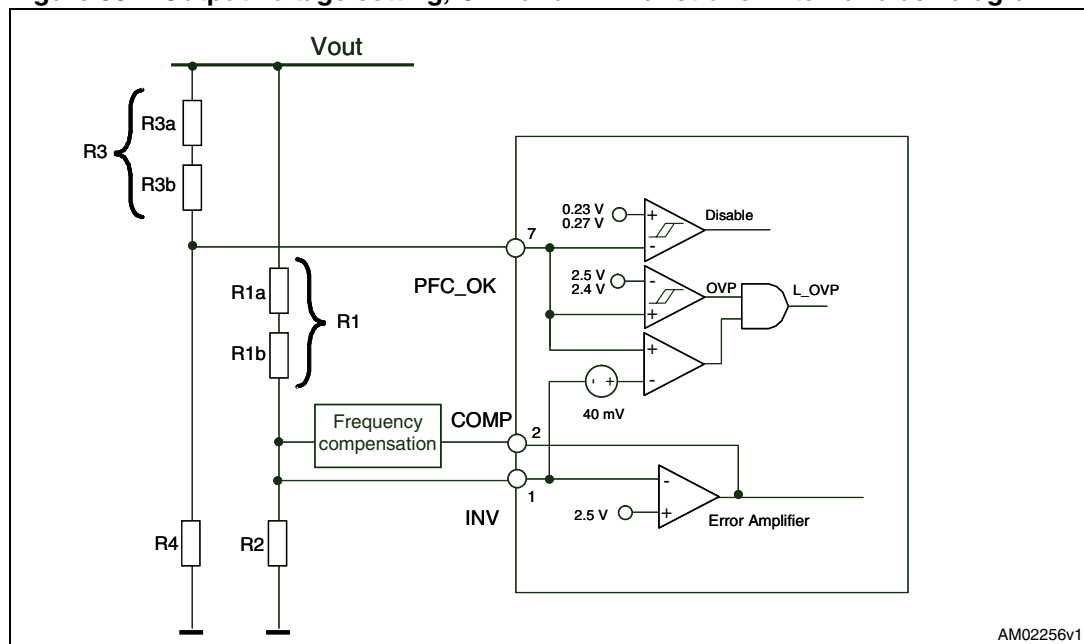 Vout
R3a
R3
R3b
0.23 V
0.27 V
+
-
Disable
7
PFC_OK
2.5 V
2.4 V
-
+
OVP
L_OVP
R1a
R1
R1b
+
-
- +
40 mV
Frequency
compensation
COMP
2
1
INV
-
+
2.5 V
Error Amplifier
R4
R2
AM02256v1